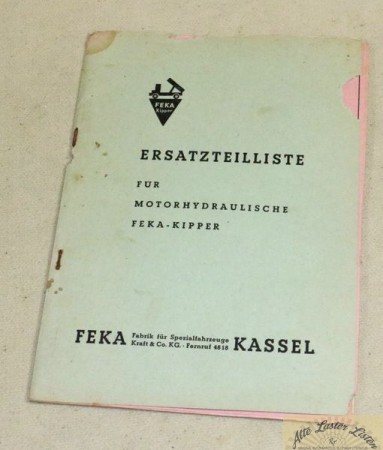 FEKA
Kipper
ERSATZTEILLISTE
FUR
MOTORHYDRAULISCHE
FEKA-KIPPER
FEKA Fabrik für Spezialfahrzeuge KASSEL
Kraft & Co. KG. · Fernruf 4818
Alte Laster Listen